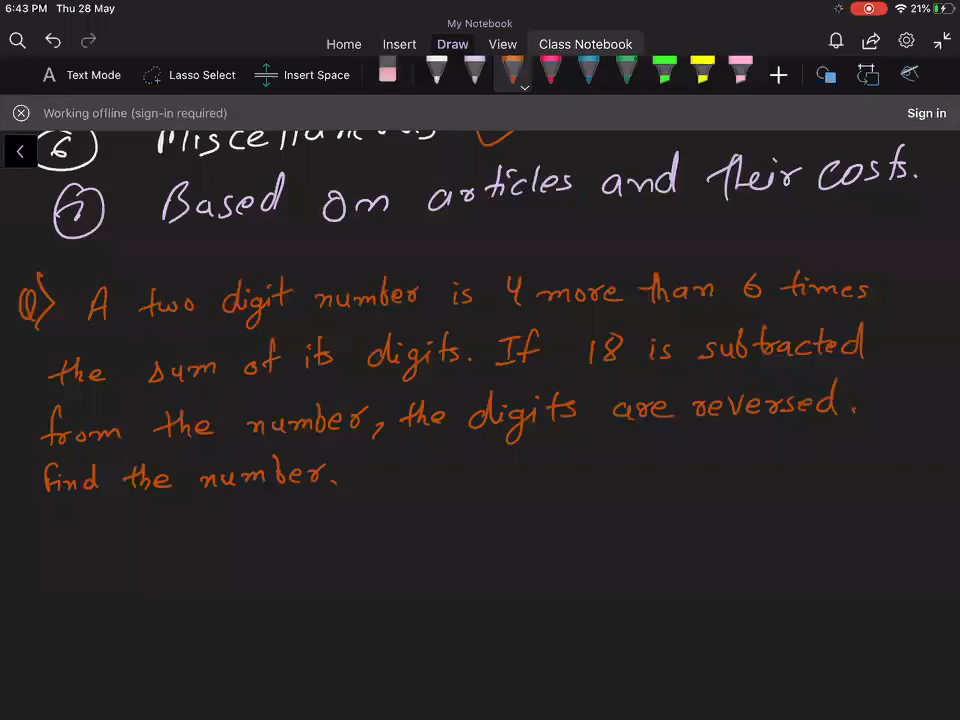 6:43 PM Thu 28 May
21%
My Notebook
Home Insert Draw View Class Notebook
Text Mode Lasso Select Insert Space
Working offline (sign-in required) Sign in
6 Miscellaneous
7 Based on articles and their costs.
Q) A two digit number is 4 more than 6 times
the sum of its digits. If 18 is subtracted
from the number, the digits are reversed.
Find the number.